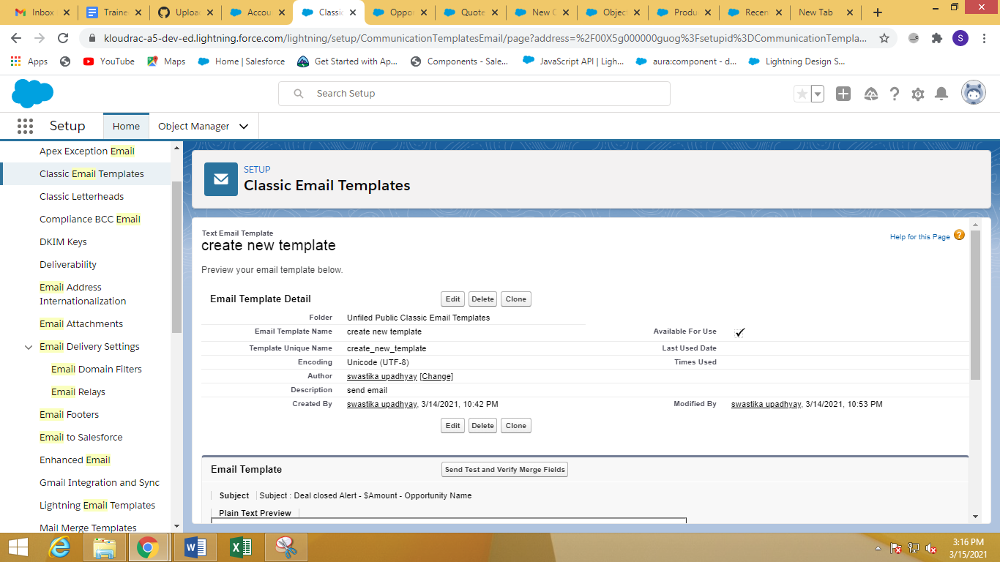 Inbox
Traine
Uploa
Accou
Classic
Oppo
Quote
New C
Object
Produ
Recen
New Tab
kloudrac-a5-dev-ed.lightning.force.com/lightning/setup/CommunicationTemplatesEmail/page?address=%2F00X5g000000guog%3Fsetupid%3DCommunicationTempla...
S
Apps
YouTube
Maps
Home | Salesforce
Get Started with Ap...
Components - Sale...
JavaScript API | Ligh...
aura:component - d...
Lightning Design S...
Search Setup
Setup
Home
Object Manager
Apex Exception Email
Classic Email Templates
Classic Letterheads
Compliance BCC Email
DKIM Keys
Deliverability
Email Address
Internationalization
Email Attachments
Email Delivery Settings
Email Domain Filters
Email Relays
Email Footers
Email to Salesforce
Enhanced Email
Gmail Integration and Sync
Lightning Email Templates
Mail Merge Templates
SETUP
Classic Email Templates
Text Email Template
create new template
Help for this Page ?
Preview your email template below.
Email Template Detail Edit Delete Clone
Folder Unfiled Public Classic Email Templates
Email Template Name create new template Available For Use
Template Unique Name create_new_template Last Used Date
Encoding Unicode (UTF-8) Times Used
Author swastika upadhyay [Change]
Description send email
Created By swastika upadhyay, 3/14/2021, 10:42 PM Modified By swastika upadhyay, 3/14/2021, 10:53 PM
Edit Delete Clone
Email Template Send Test and Verify Merge Fields
Subject Subject : Deal closed Alert - $Amount - Opportunity Name
Plain Text Preview
3:16 PM
3/15/2021